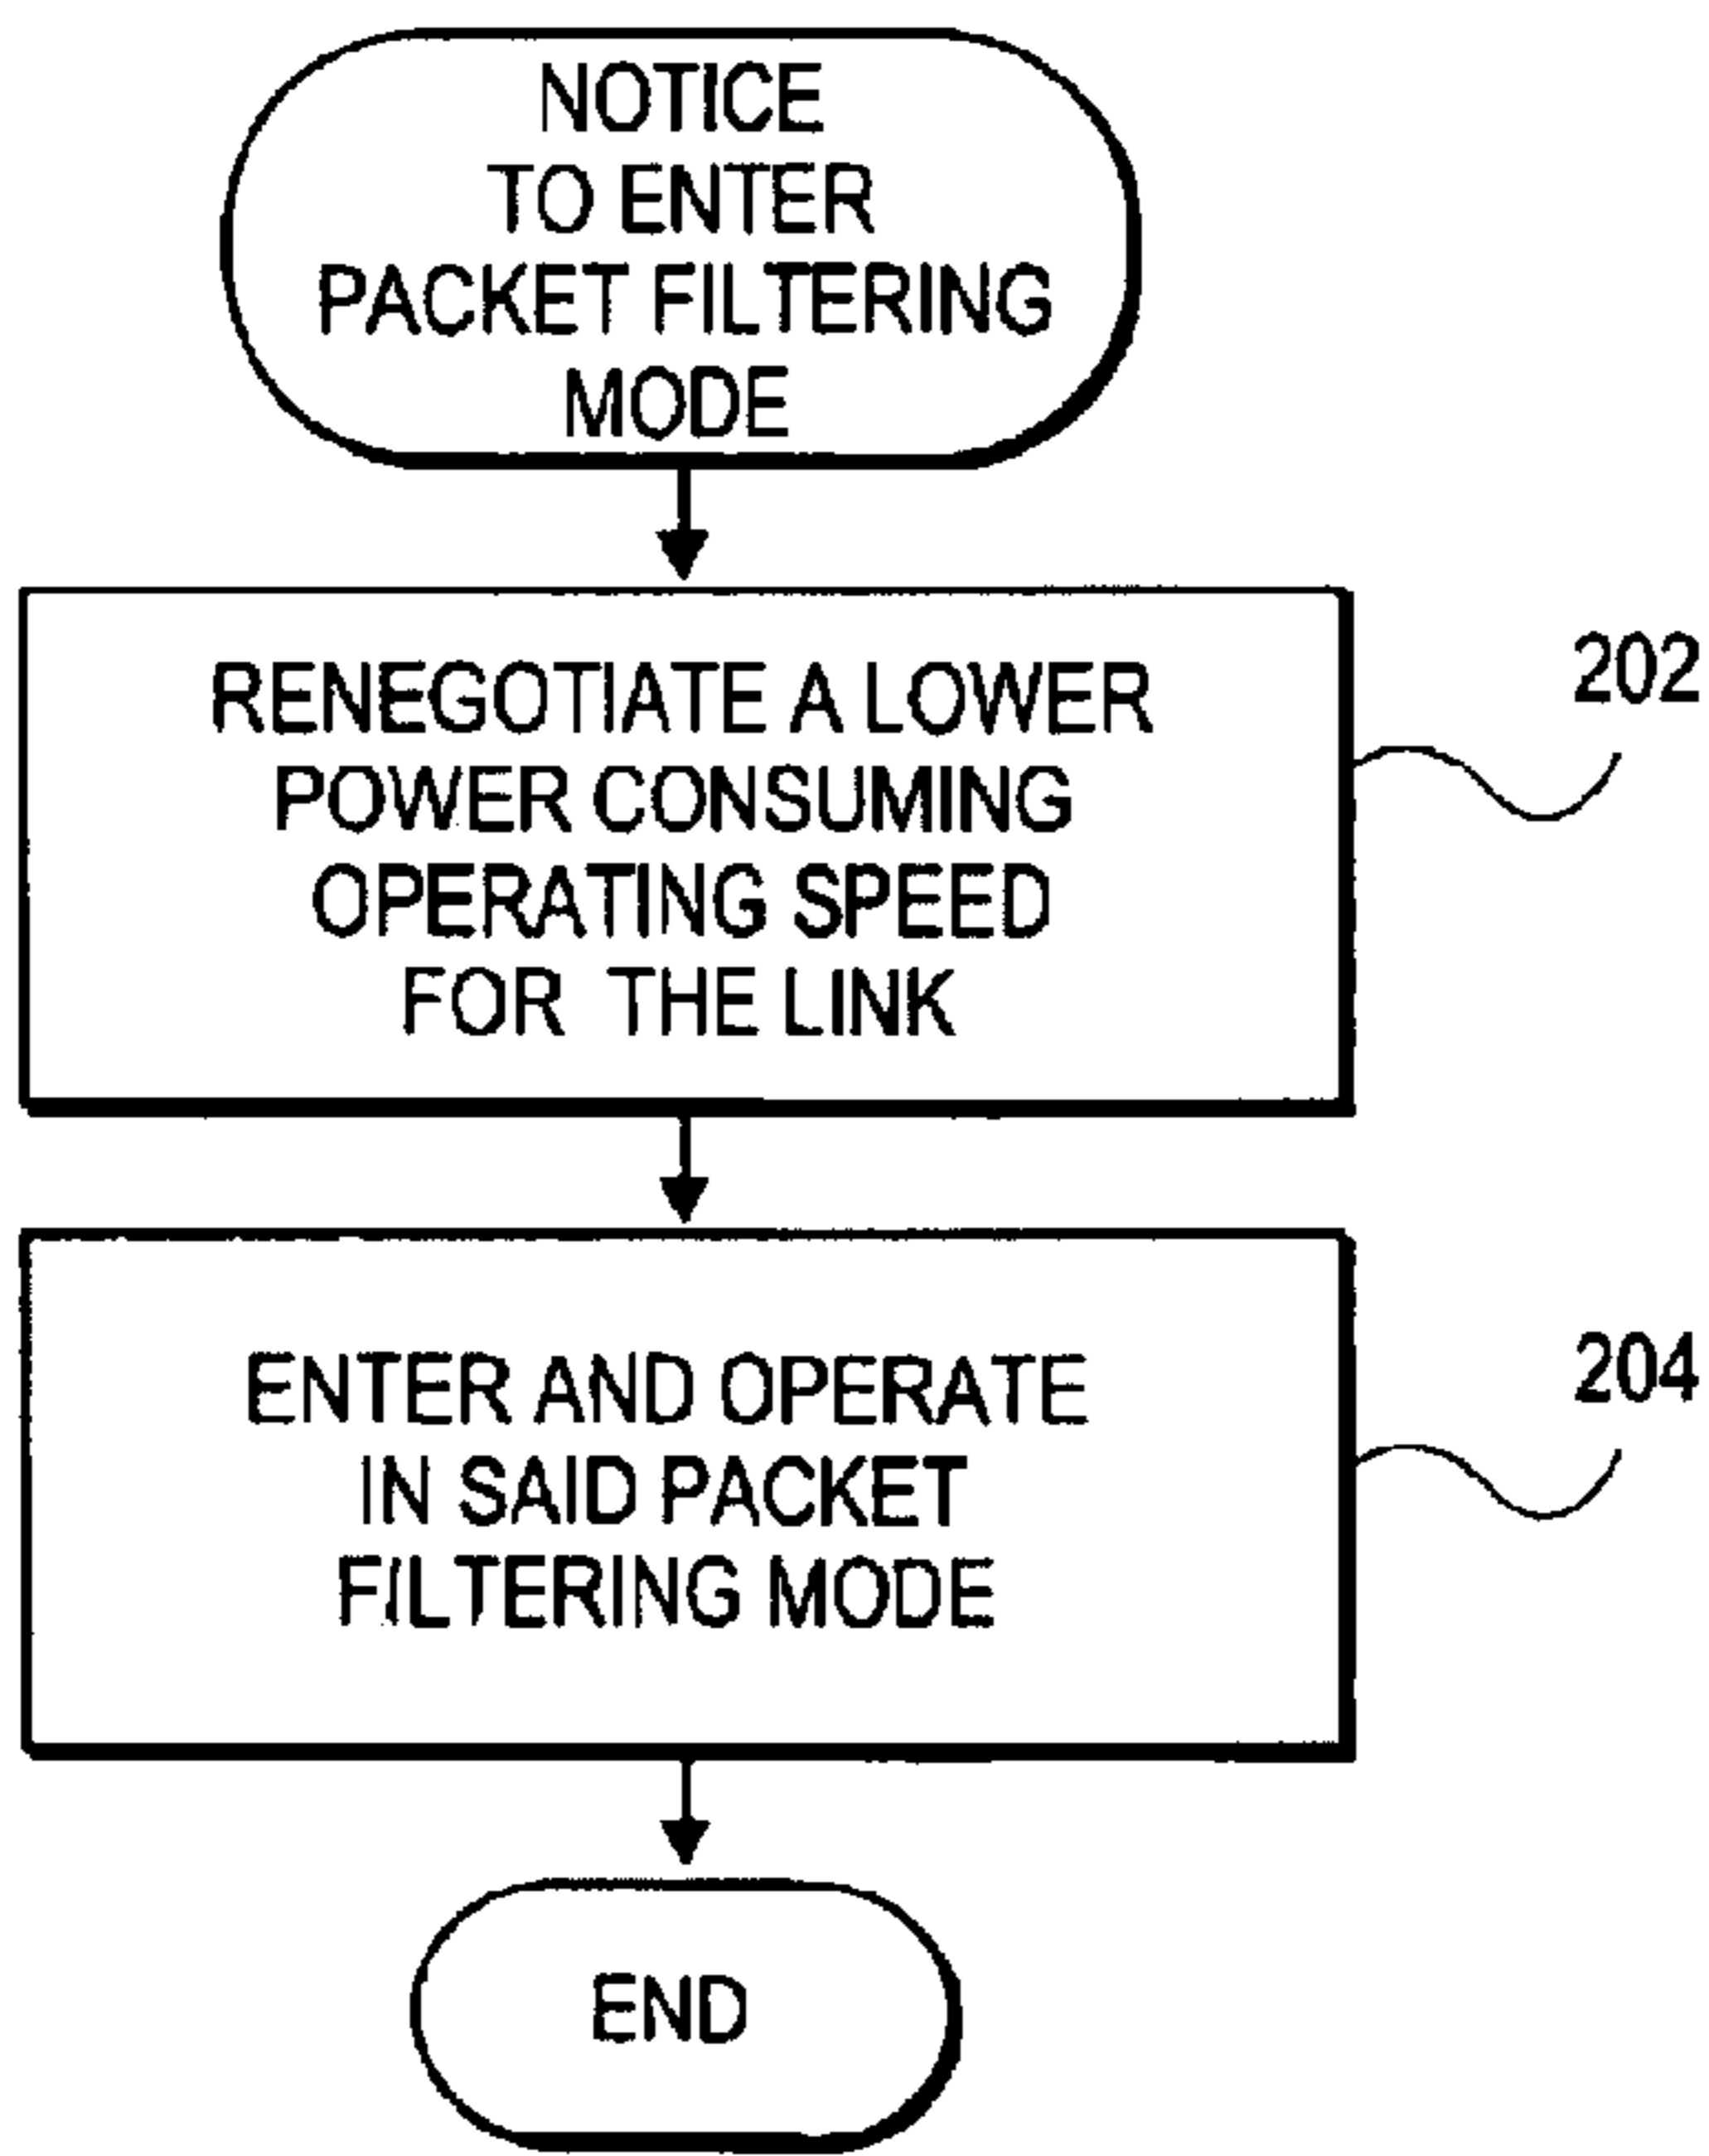 NOTICE
TO ENTER
PACKET FILTERING
MODE
RENEGOTIATE A LOWER
POWER CONSUMING
OPERATING SPEED
FOR THE LINK
202
ENTER AND OPERATE
IN SAID PACKET
FILTERING MODE
204
END